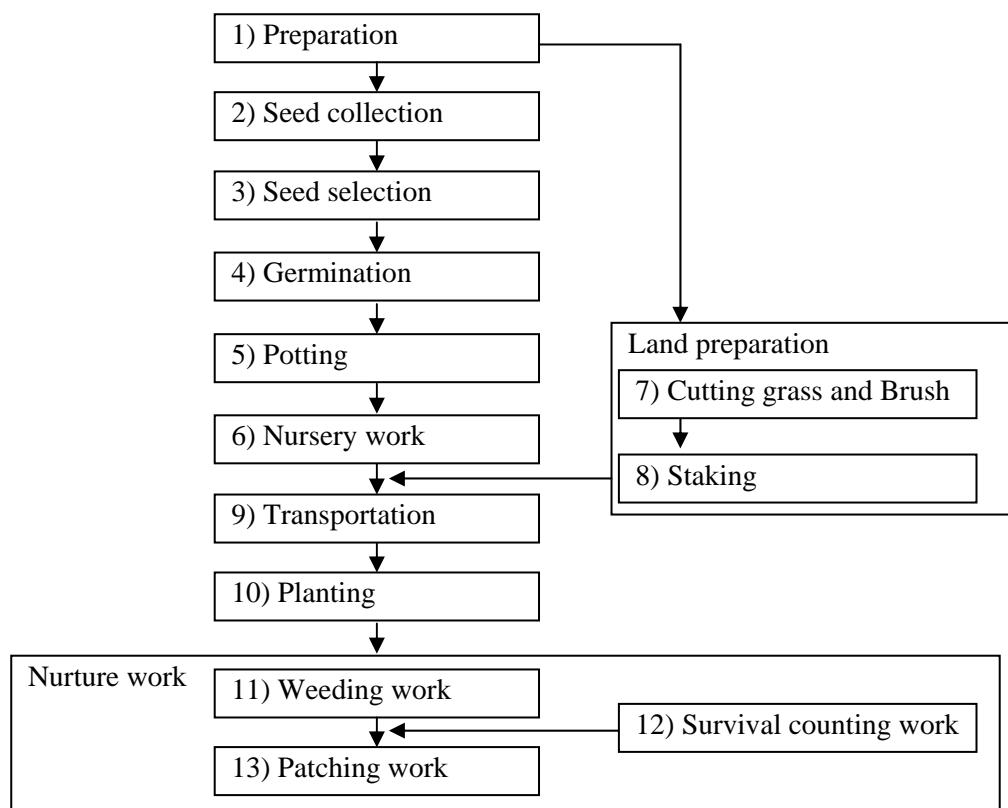 1) Preparation
2) Seed collection
3) Seed selection
4) Germination
5) Potting
6) Nursery work
Land preparation
7) Cutting grass and Brush
8) Staking
9) Transportation
10) Planting
Nurture work
11) Weeding work
12) Survival counting work
13) Patching work